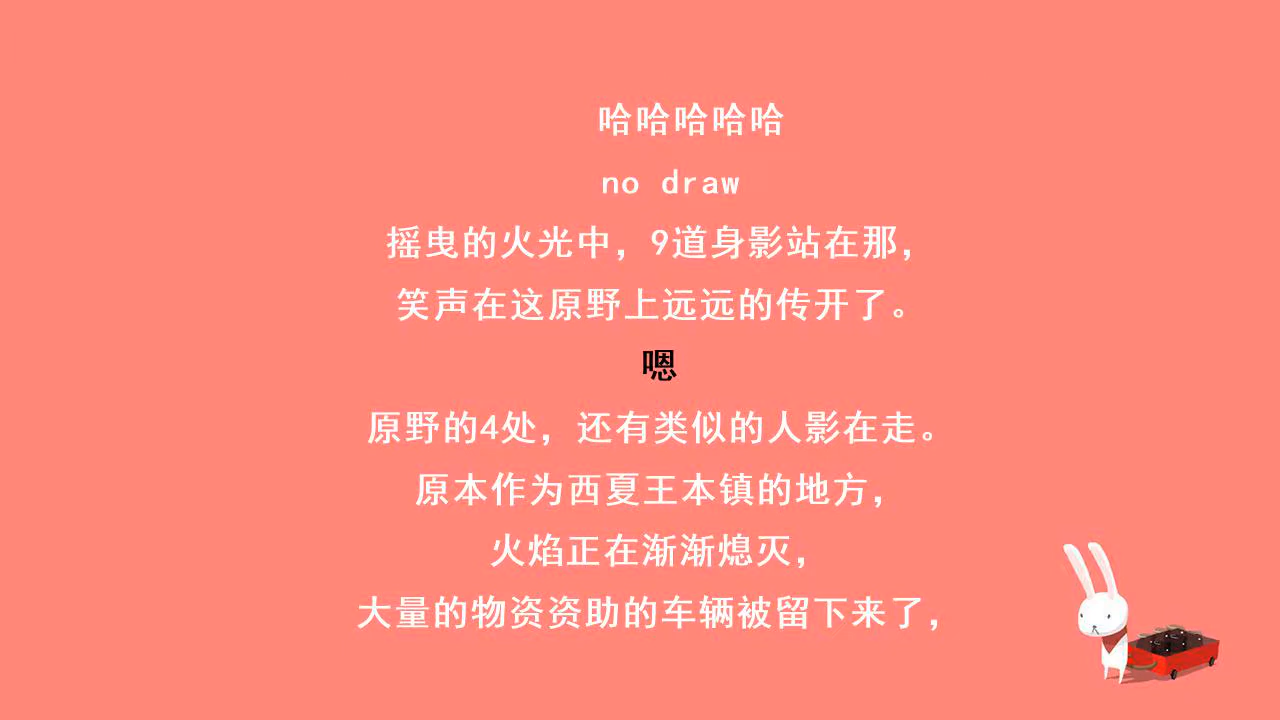 哈哈哈哈哈
no draw
摇曳的火光中，9道身影站在那，
笑声在这原野上远远的传开了。
嗯
原野的4处，还有类似的人影在走。
原本作为西夏王本镇的地方，
火焰正在渐渐熄灭，
大量的物资资助的车辆被留下来了，